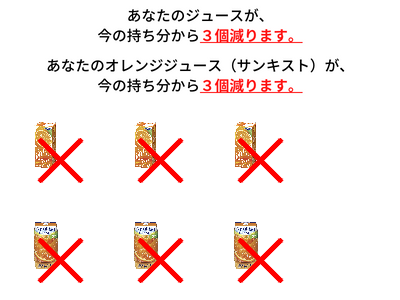 あなたのジュースが、
今の持ち分から３個減ります。
あなたのオレンジジュース（サンキスト）が、
今の持ち分から３個減ります。